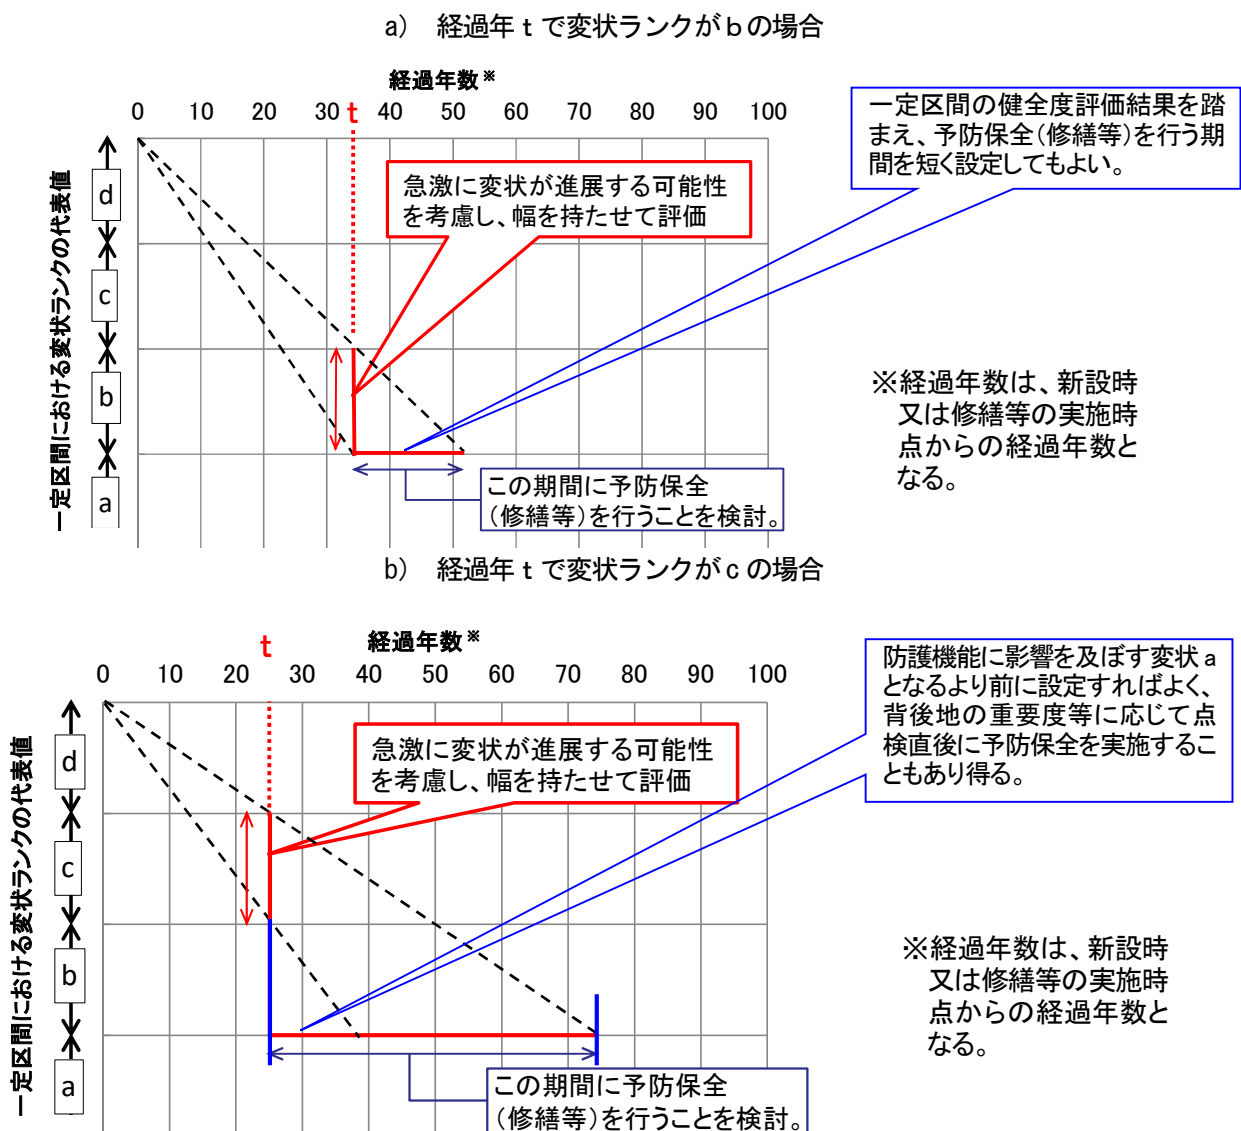 a) 経過年 t で変状ランクが b の場合
経過年数※
0 10 20 30 t 40 50 60 70 80 90 100
一定区間における変状ランクの代表値
d
c
b
a
急激に変状が進展する可能性
を考慮し、幅を持たせて評価
一定区間の健全度評価結果を踏
まえ、予防保全(修繕等)を行う期
間を短く設定してもよい。
この期間に予防保全
(修繕等)を行うことを検討。
※経過年数は、新設時
又は修繕等の実施時
点からの経過年数と
なる。
b) 経過年 t で変状ランクが c の場合
経過年数※
t
0 10 20 30 40 50 60 70 80 90 100
一定区間における変状ランクの代表値
d
c
b
a
急激に変状が進展する可能性
を考慮し、幅を持たせて評価
防護機能に影響を及ぼす変状 a
となるより前に設定すればよく、
背後地の重要度等に応じて点
検直後に予防保全を実施するこ
ともあり得る。
この期間に予防保全
(修繕等)を行うことを検討。
※経過年数は、新設時
又は修繕等の実施時
点からの経過年数と
なる。